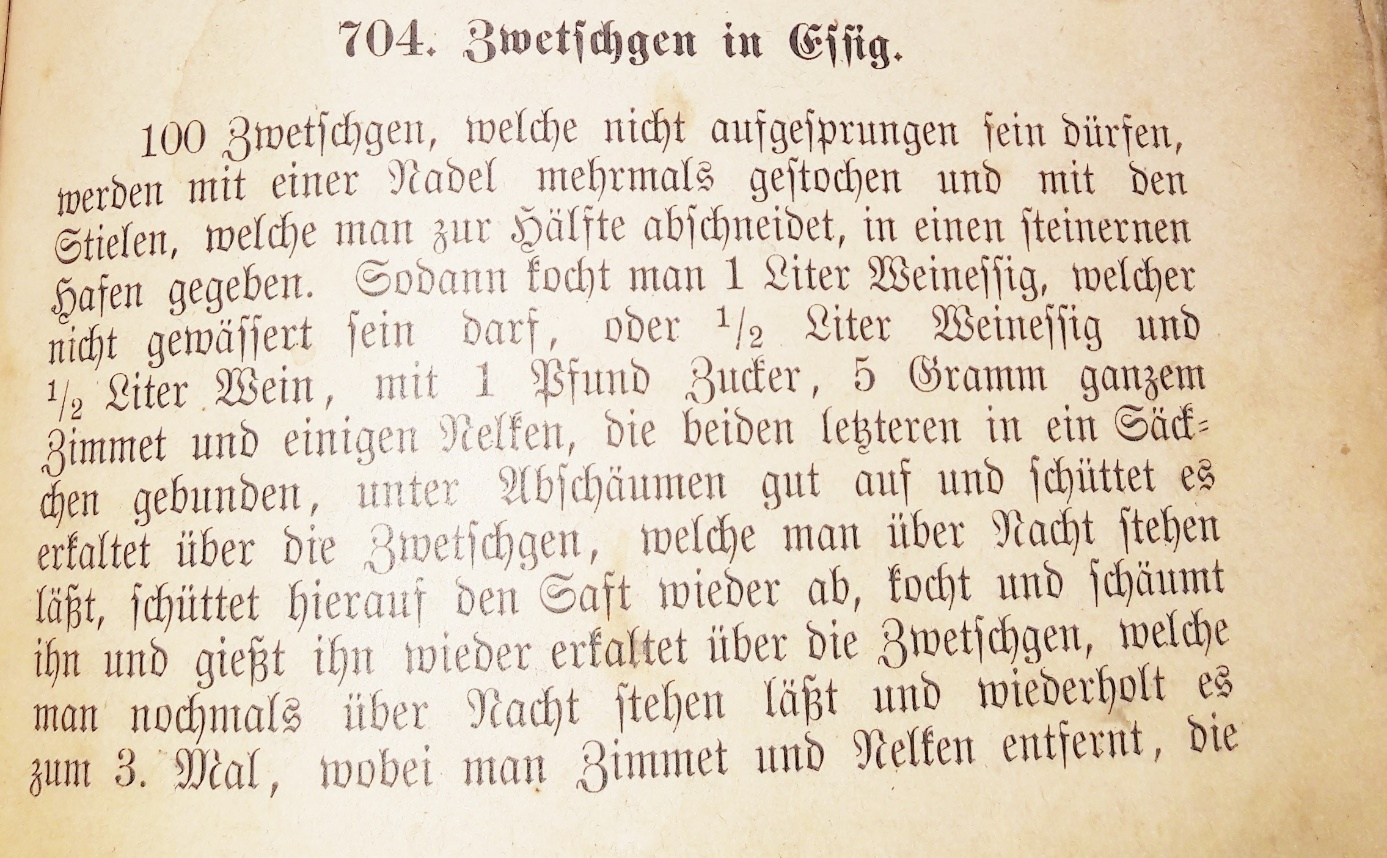 704. Zwetschgen in Essig.
100 Zwetschgen, welche nicht aufgesprungen sein dürfen,
werden mit einer Nadel mehrmals gestochen und mit den
Stielen, welche man zur Hälfte abschneidet, in einen steinernen
Hafen gegeben. Sodann kocht man 1 Liter Weinessig, welcher
nicht gewässert sein darf, oder 1/2 Liter Weinessig und
1/2 Liter Wein, mit 1 Pfund Zucker, 5 Gramm ganzem
Zimmet und einigen Nelken, die beiden letzteren in ein Säck-
chen gebunden, unter Abschäumen gut auf und schüttet es
erkaltet über die Zwetschgen, welche man über Nacht stehen
läßt, schüttet hierauf den Saft wieder ab, kocht und schäumt
ihn und gießt ihn wieder erkaltet über die Zwetschgen, welche
man nochmals über Nacht stehen läßt und wiederholt es
zum 3. Mal, wobei man Zimmet und Nelken entfernt, die